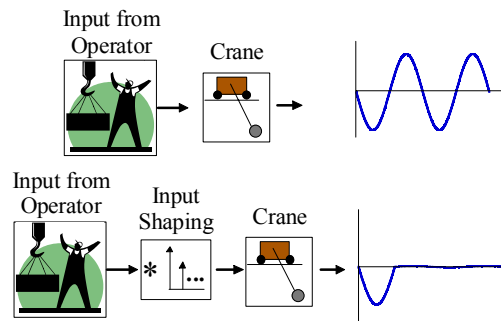 Input from
Operator
Crane
Input from
Operator
Input
Shaping
Crane
*
...